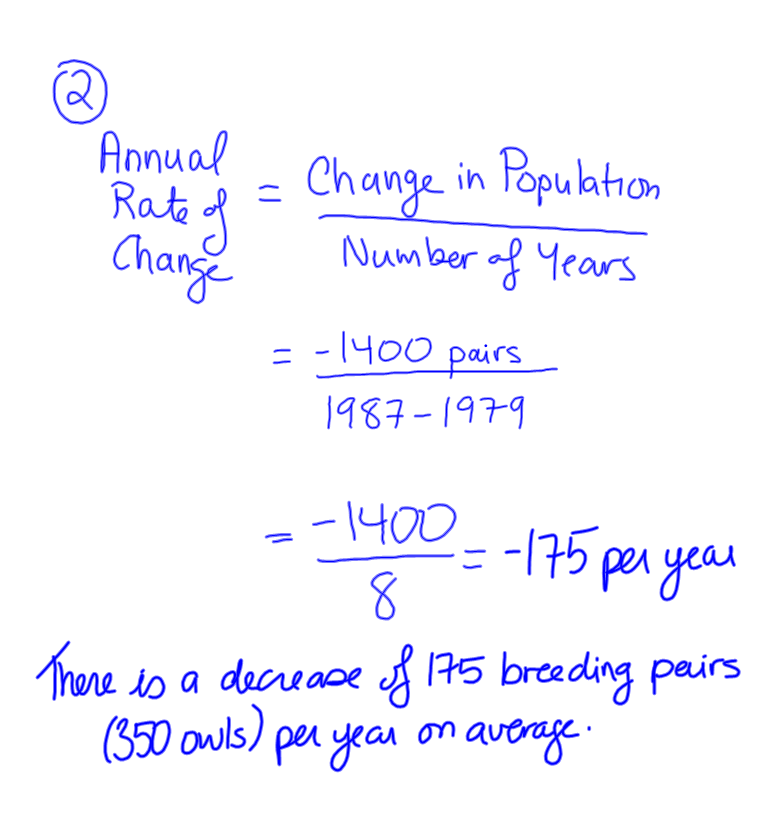 ②
Annual Rate of Change = Change in Population / Number of Years
= -1400 pairs / 1987-1979
= -1400 / 8 = -175 per year
There is a decrease of 175 breeding pairs
(350 owls) per year on average.